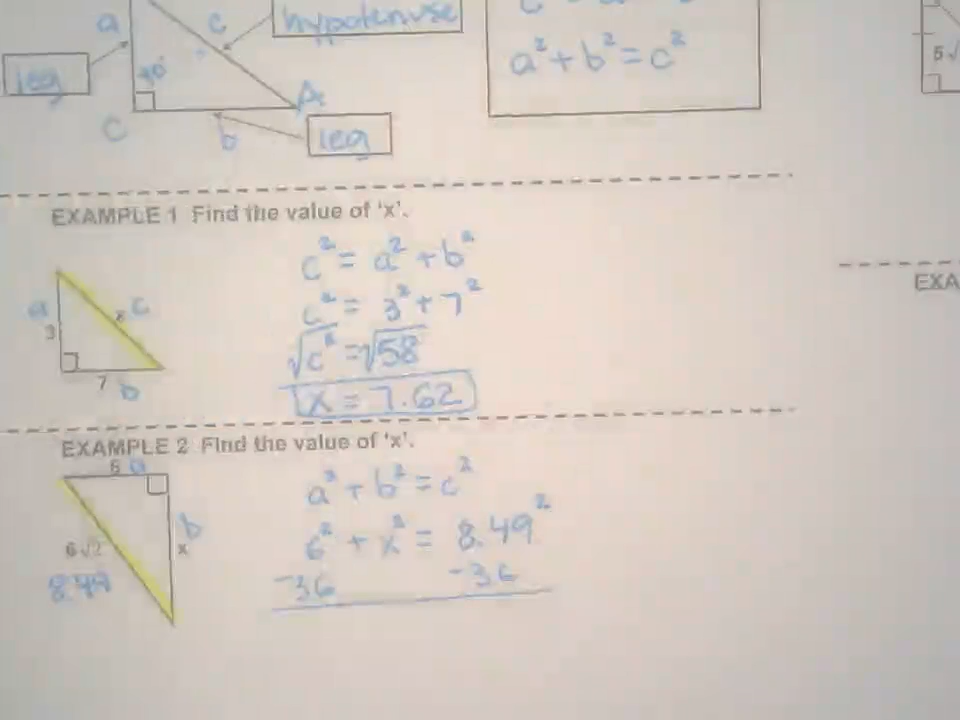 a
c
hypotenuse
a² + b² = c²
leg
90°
A
C
b
leg
EXAMPLE 1 Find the value of 'x'.
c² = a² + b²
a
x
c
c² = 3² + 7²
3
√c² = √58
7
b
x = 7.62
EXA
EXAMPLE 2 Find the value of 'x'.
6
a
a² + b² = c²
b
6² + x² = 8.49²
6√2
x
8.49
-36 -36